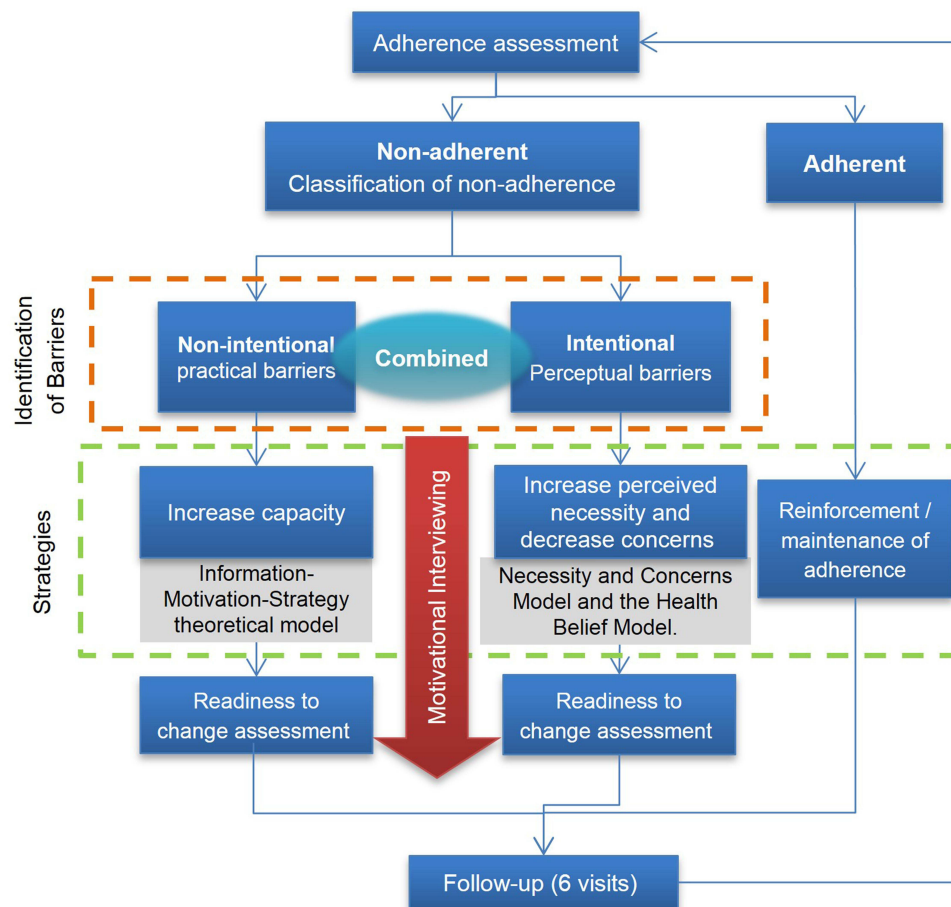 Adherence assessment
Non-adherent
Classification of non-adherence
Adherent
Identification
of Barriers
Non-intentional
practical barriers
Combined
Intentional
Perceptual barriers
Strategies
Increase capacity
Information-
Motivation-Strategy
theoretical model
Motivational Interviewing
Increase perceived
necessity and
decrease concerns
Necessity and Concerns
Model and the Health
Belief Model.
Reinforcement /
maintenance of
adherence
Readiness to
change assessment
Readiness to
change assessment
Follow-up (6 visits)